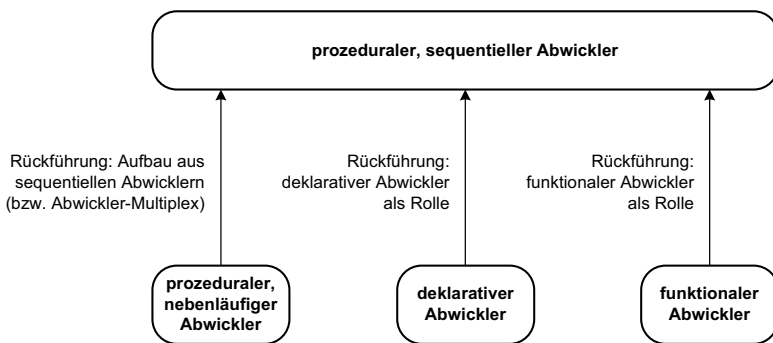 prozeduraler, sequentieller Abwickler
Rückführung: Aufbau aus
sequentiellen Abwicklern
(bzw. Abwickler-Multiplex)
Rückführung:
deklarativer Abwickler
als Rolle
Rückführung:
funktionaler Abwickler
als Rolle
prozeduraler,
nebenläufiger
Abwickler
deklarativer
Abwickler
funktionaler
Abwickler